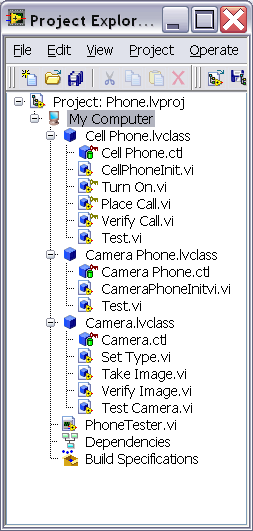 Project Explor...
File Edit View Project Operate
Project: Phone.lvproj
My Computer
Cell Phone.lvclass
Cell Phone.ctl
CellPhoneInit.vi
Turn On.vi
Place Call.vi
Verify Call.vi
Test.vi
Camera Phone.lvclass
Camera Phone.ctl
CameraPhoneInitvi.vi
Test.vi
Camera.lvclass
Camera.ctl
Set Type.vi
Take Image.vi
Verify Image.vi
Test Camera.vi
PhoneTester.vi
Dependencies
Build Specifications